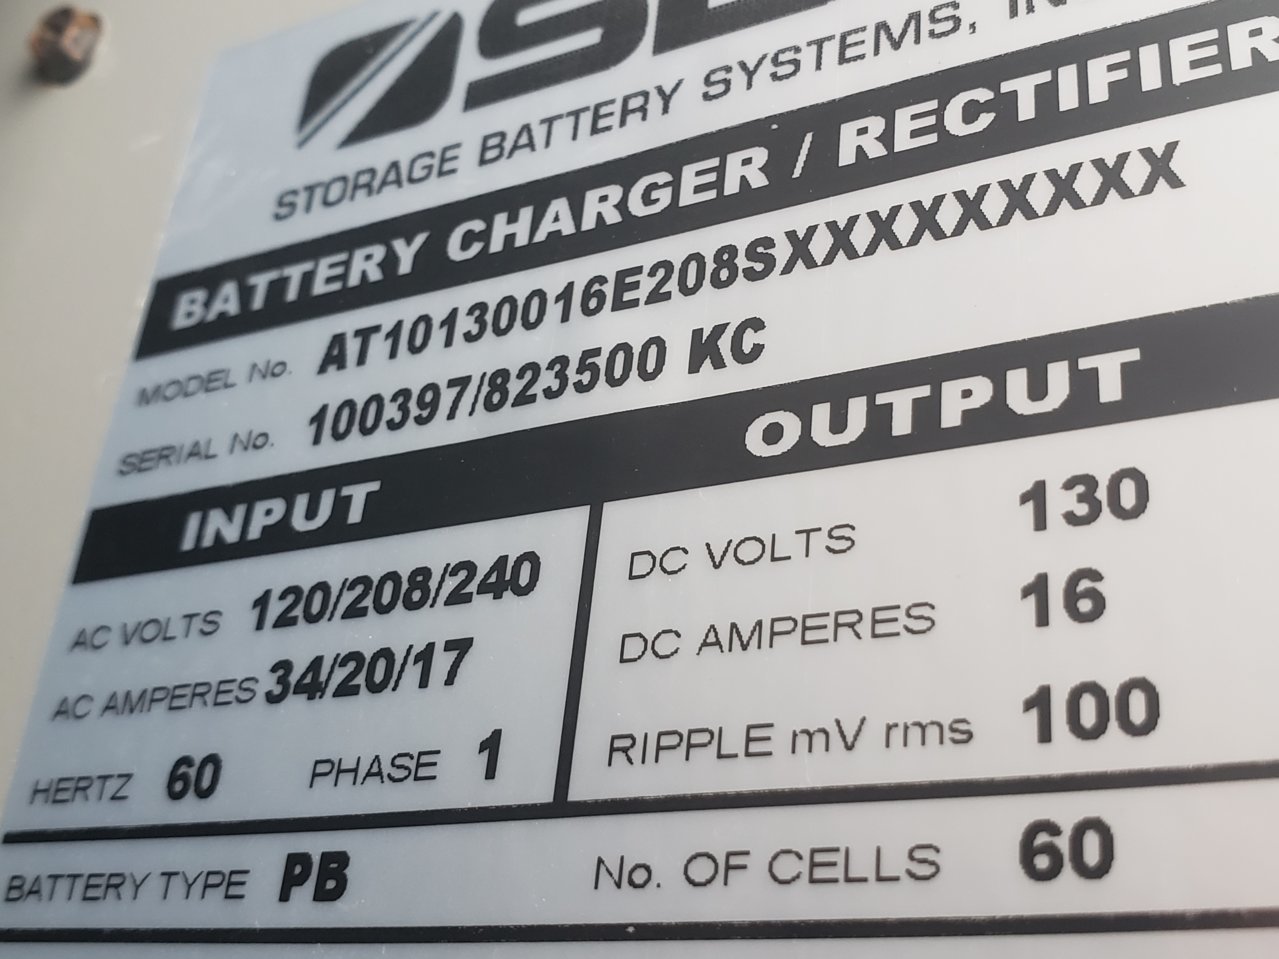 STORAGE BATTERY SYSTEMS,
BATTERY CHARGER / RECTIFIER
MODEL No. AT10130016E208SXXXXXXXXX
SERIAL No. 100397/823500 KC
INPUT OUTPUT
AC VOLTS 120/208/240 DC VOLTS 130
AC AMPERES 34/20/17 DC AMPERES 16
HERTZ 60 PHASE 1 RIPPLE mV rms 100
BATTERY TYPE PB No. OF CELLS 60